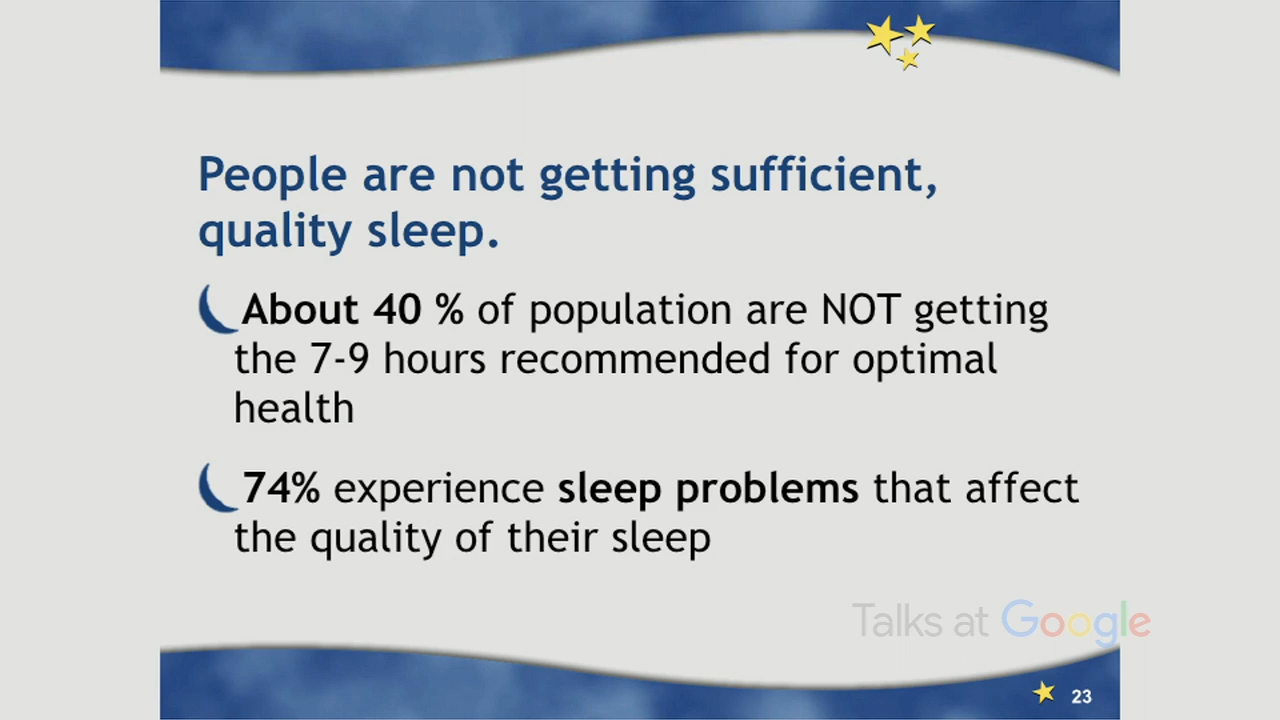 People are not getting sufficient,
quality sleep.
About 40 % of population are NOT getting
the 7-9 hours recommended for optimal
health
74% experience sleep problems that affect
the quality of their sleep
Talks at Google
23